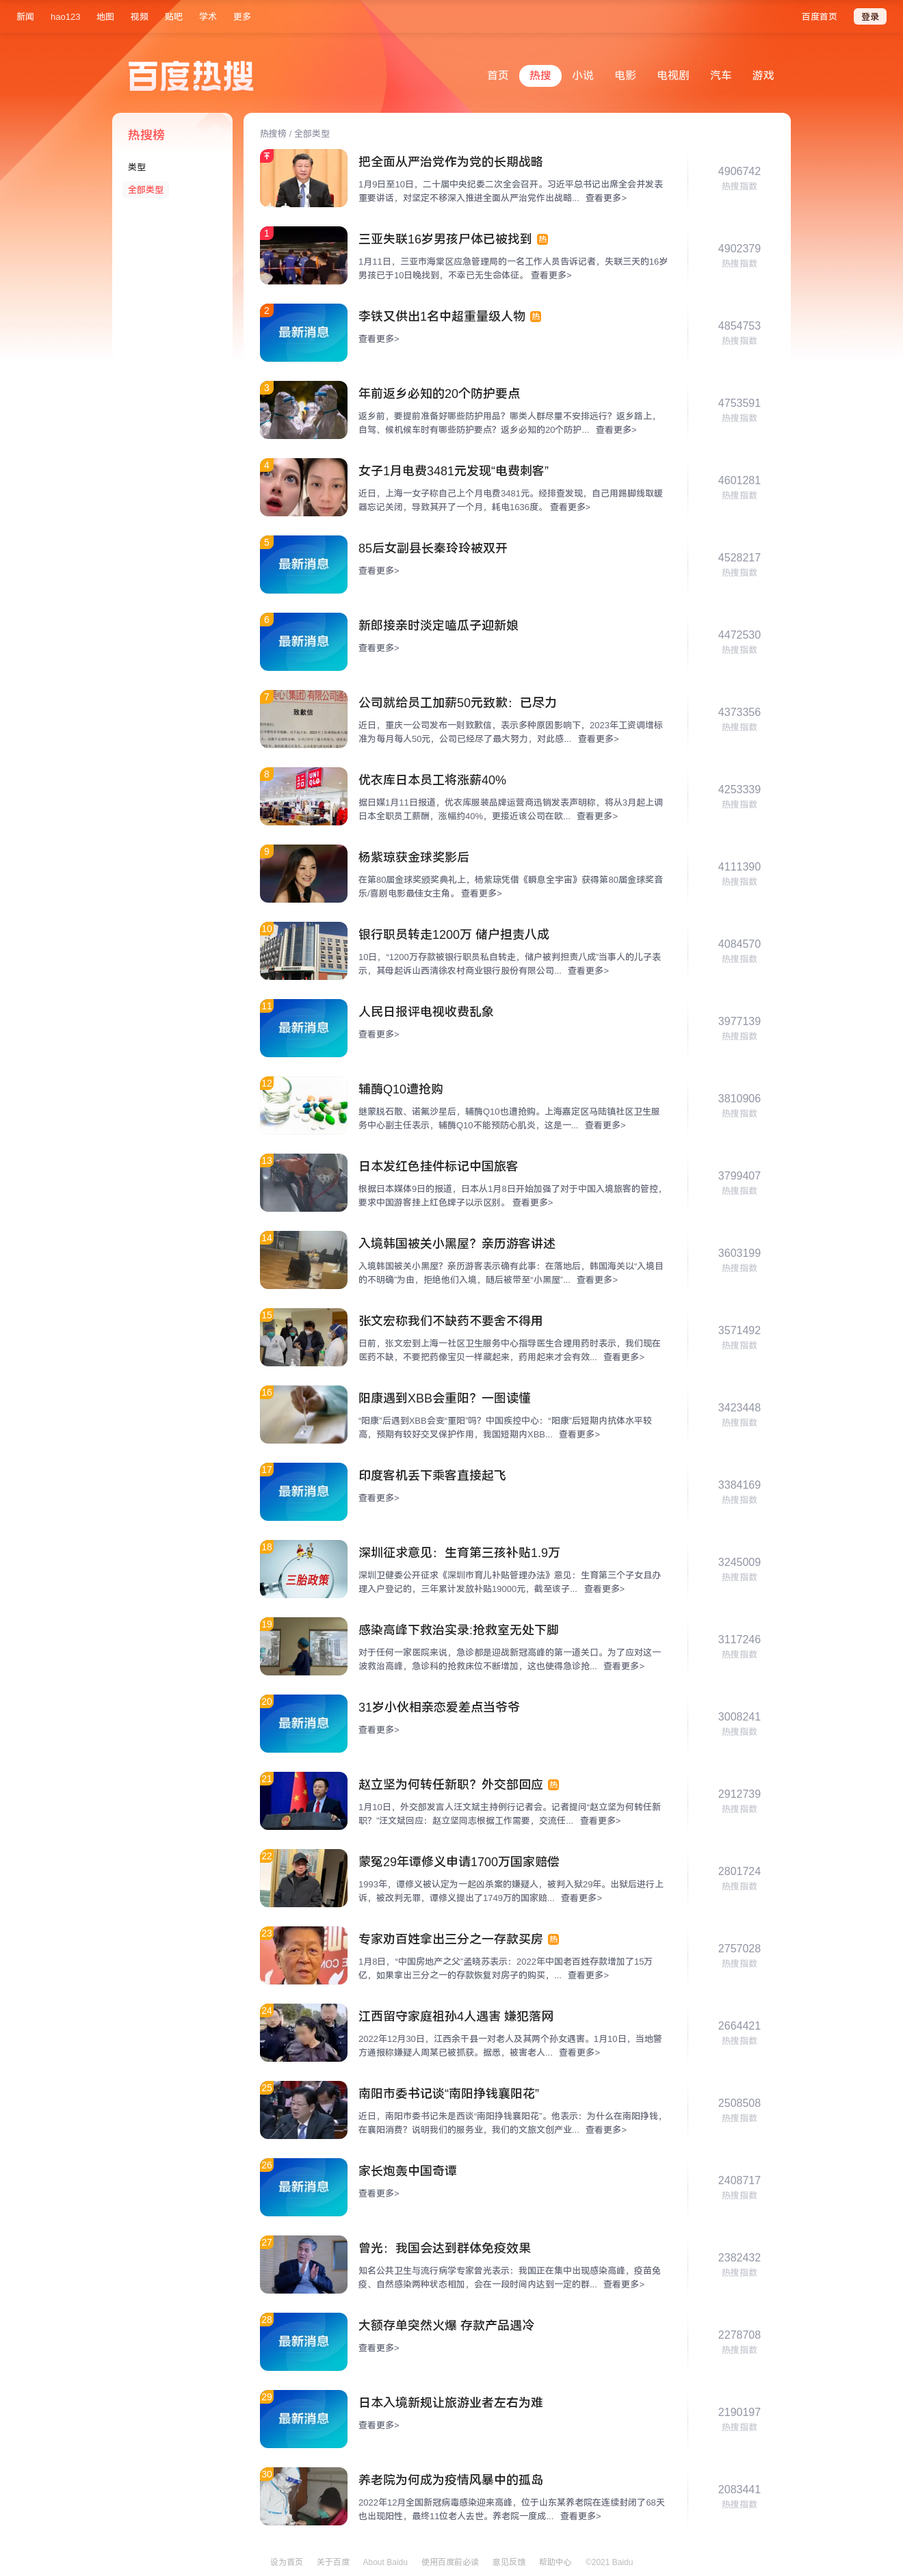 新闻 hao123 地图 视频 贴吧 学术 更多 百度首页 登录
百度热搜
首页 热搜 小说 电影 电视剧 汽车 游戏
热搜榜
类型
全部类型
热搜榜 / 全部类型
把全面从严治党作为党的长期战略
1月9日至10日，二十届中央纪委二次全会召开。习近平总书记出席全会并发表
重要讲话，对坚定不移深入推进全面从严治党作出战略... 查看更多>
4906742
热搜指数
1
三亚失联16岁男孩尸体已被找到 热
1月11日，三亚市海棠区应急管理局的一名工作人员告诉记者，失联三天的16岁
男孩已于10日晚找到，不幸已无生命体征。 查看更多>
4902379
热搜指数
2
最新消息
李铁又供出1名中超重量级人物 热
查看更多>
4854753
热搜指数
3
年前返乡必知的20个防护要点
返乡前，要提前准备好哪些防护用品？哪类人群尽量不安排远行？返乡路上，
自驾、候机候车时有哪些防护要点？返乡必知的20个防护... 查看更多>
4753591
热搜指数
4
女子1月电费3481元发现“电费刺客”
近日，上海一女子称自己上个月电费3481元。经排查发现，自己用踢脚线取暖
器忘记关闭，导致其开了一个月，耗电1636度。 查看更多>
4601281
热搜指数
5
最新消息
85后女副县长秦玲玲被双开
查看更多>
4528217
热搜指数
6
最新消息
新郎接亲时淡定嗑瓜子迎新娘
查看更多>
4472530
热搜指数
7
致歉信
公司就给员工加薪50元致歉：已尽力
近日，重庆一公司发布一则致歉信，表示多种原因影响下，2023年工资调增标
准为每月每人50元，公司已经尽了最大努力，对此感... 查看更多>
4373356
热搜指数
8
优衣库日本员工将涨薪40%
据日媒1月11日报道，优衣库服装品牌运营商迅销发表声明称，将从3月起上调
日本全职员工薪酬，涨幅约40%，更接近该公司在欧... 查看更多>
4253339
热搜指数
9
杨紫琼获金球奖影后
在第80届金球奖颁奖典礼上，杨紫琼凭借《瞬息全宇宙》获得第80届金球奖音
乐/喜剧电影最佳女主角。 查看更多>
4111390
热搜指数
10
银行职员转走1200万 储户担责八成
10日，“1200万存款被银行职员私自转走，储户被判担责八成”当事人的儿子表
示，其母起诉山西清徐农村商业银行股份有限公司... 查看更多>
4084570
热搜指数
11
最新消息
人民日报评电视收费乱象
查看更多>
3977139
热搜指数
12
辅酶Q10遭抢购
继蒙脱石散、诺氟沙星后，辅酶Q10也遭抢购。上海嘉定区马陆镇社区卫生服
务中心副主任表示，辅酶Q10不能预防心肌炎，这是一... 查看更多>
3810906
热搜指数
13
日本发红色挂件标记中国旅客
根据日本媒体9日的报道，日本从1月8日开始加强了对于中国入境旅客的管控，
要求中国游客挂上红色牌子以示区别。 查看更多>
3799407
热搜指数
14
入境韩国被关小黑屋？亲历游客讲述
入境韩国被关小黑屋？亲历游客表示确有此事：在落地后，韩国海关以“入境目
的不明确”为由，拒绝他们入境，随后被带至“小黑屋”... 查看更多>
3603199
热搜指数
15
张文宏称我们不缺药不要舍不得用
日前，张文宏到上海一社区卫生服务中心指导医生合理用药时表示，我们现在
医药不缺，不要把药像宝贝一样藏起来，药用起来才会有效... 查看更多>
3571492
热搜指数
16
阳康遇到XBB会重阳？一图读懂
“阳康”后遇到XBB会变“重阳”吗？中国疾控中心：“阳康”后短期内抗体水平较
高，预期有较好交叉保护作用，我国短期内XBB... 查看更多>
3423448
热搜指数
17
最新消息
印度客机丢下乘客直接起飞
查看更多>
3384169
热搜指数
18
三胎政策
深圳征求意见：生育第三孩补贴1.9万
深圳卫健委公开征求《深圳市育儿补贴管理办法》意见：生育第三个子女且办
理入户登记的，三年累计发放补贴19000元，截至该子... 查看更多>
3245009
热搜指数
19
感染高峰下救治实录:抢救室无处下脚
对于任何一家医院来说，急诊都是迎战新冠高峰的第一道关口。为了应对这一
波救治高峰，急诊科的抢救床位不断增加，这也使得急诊抢... 查看更多>
3117246
热搜指数
20
最新消息
31岁小伙相亲恋爱差点当爷爷
查看更多>
3008241
热搜指数
21
赵立坚为何转任新职？外交部回应 热
1月10日，外交部发言人汪文斌主持例行记者会。记者提问“赵立坚为何转任新
职？”汪文斌回应：赵立坚同志根据工作需要，交流任... 查看更多>
2912739
热搜指数
22
蒙冤29年谭修义申请1700万国家赔偿
1993年，谭修义被认定为一起凶杀案的嫌疑人，被判入狱29年。出狱后进行上
诉，被改判无罪，谭修义提出了1749万的国家赔... 查看更多>
2801724
热搜指数
23
专家劝百姓拿出三分之一存款买房 热
1月8日，“中国房地产之父”孟晓苏表示：2022年中国老百姓存款增加了15万
亿，如果拿出三分之一的存款恢复对房子的购买，... 查看更多>
2757028
热搜指数
24
江西留守家庭祖孙4人遇害 嫌犯落网
2022年12月30日，江西余干县一对老人及其两个孙女遇害。1月10日，当地警
方通报称嫌疑人周某已被抓获。据悉，被害老人... 查看更多>
2664421
热搜指数
25
南阳市委书记谈“南阳挣钱襄阳花”
近日，南阳市委书记朱是西谈“南阳挣钱襄阳花”。他表示：为什么在南阳挣钱，
在襄阳消费？说明我们的服务业，我们的文旅文创产业... 查看更多>
2508508
热搜指数
26
最新消息
家长炮轰中国奇谭
查看更多>
2408717
热搜指数
27
曾光：我国会达到群体免疫效果
知名公共卫生与流行病学专家曾光表示：我国正在集中出现感染高峰，疫苗免
疫、自然感染两种状态相加，会在一段时间内达到一定的群... 查看更多>
2382432
热搜指数
28
最新消息
大额存单突然火爆 存款产品遇冷
查看更多>
2278708
热搜指数
29
最新消息
日本入境新规让旅游业者左右为难
查看更多>
2190197
热搜指数
30
养老院为何成为疫情风暴中的孤岛
2022年12月全国新冠病毒感染迎来高峰，位于山东某养老院在连续封闭了68天
也出现阳性，最终11位老人去世。养老院一度成... 查看更多>
2083441
热搜指数
设为首页 关于百度 About Baidu 使用百度前必读 意见反馈 帮助中心 ©2021 Baidu